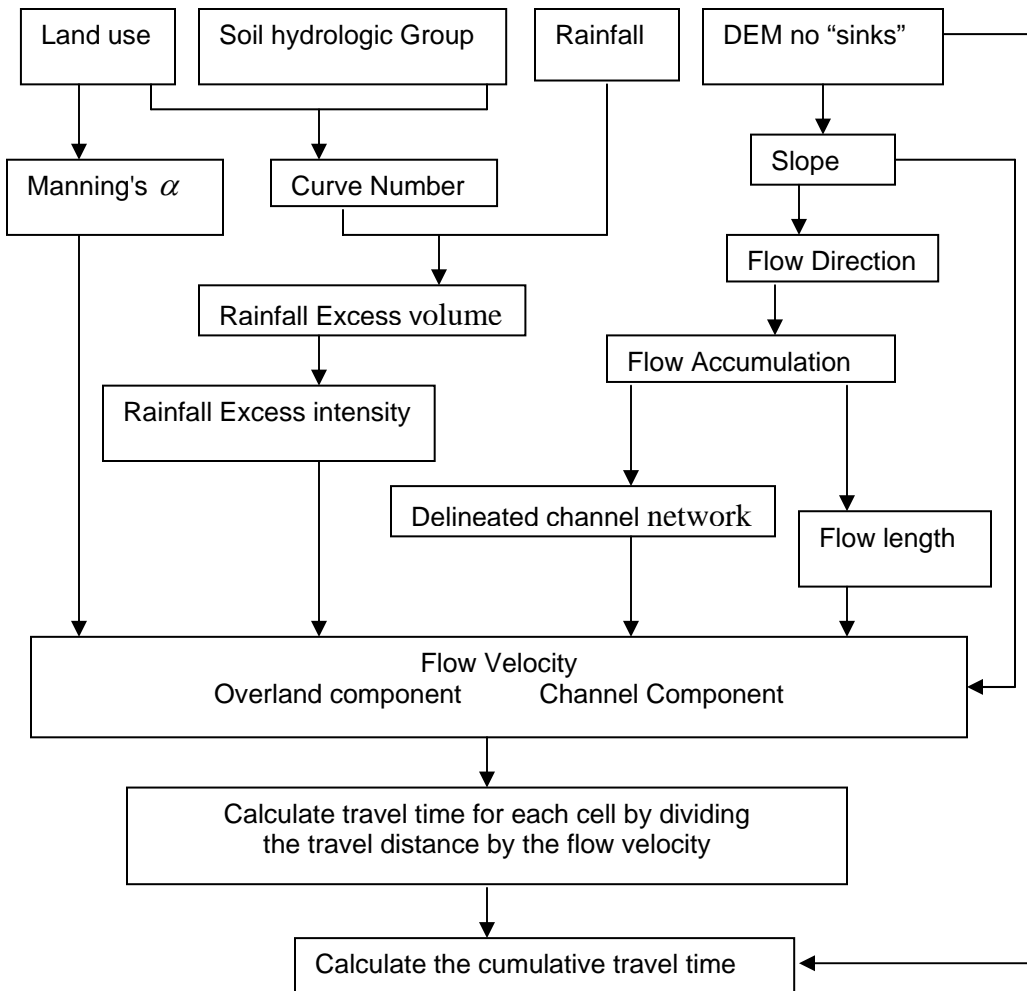 Land use
Soil hydrologic Group
Rainfall
DEM no “sinks”
Manning's α
Curve Number
Slope
Flow Direction
Rainfall Excess volume
Flow Accumulation
Rainfall Excess intensity
Delineated channel network
Flow length
Flow Velocity
Overland component Channel Component
Calculate travel time for each cell by dividing
the travel distance by the flow velocity
Calculate the cumulative travel time